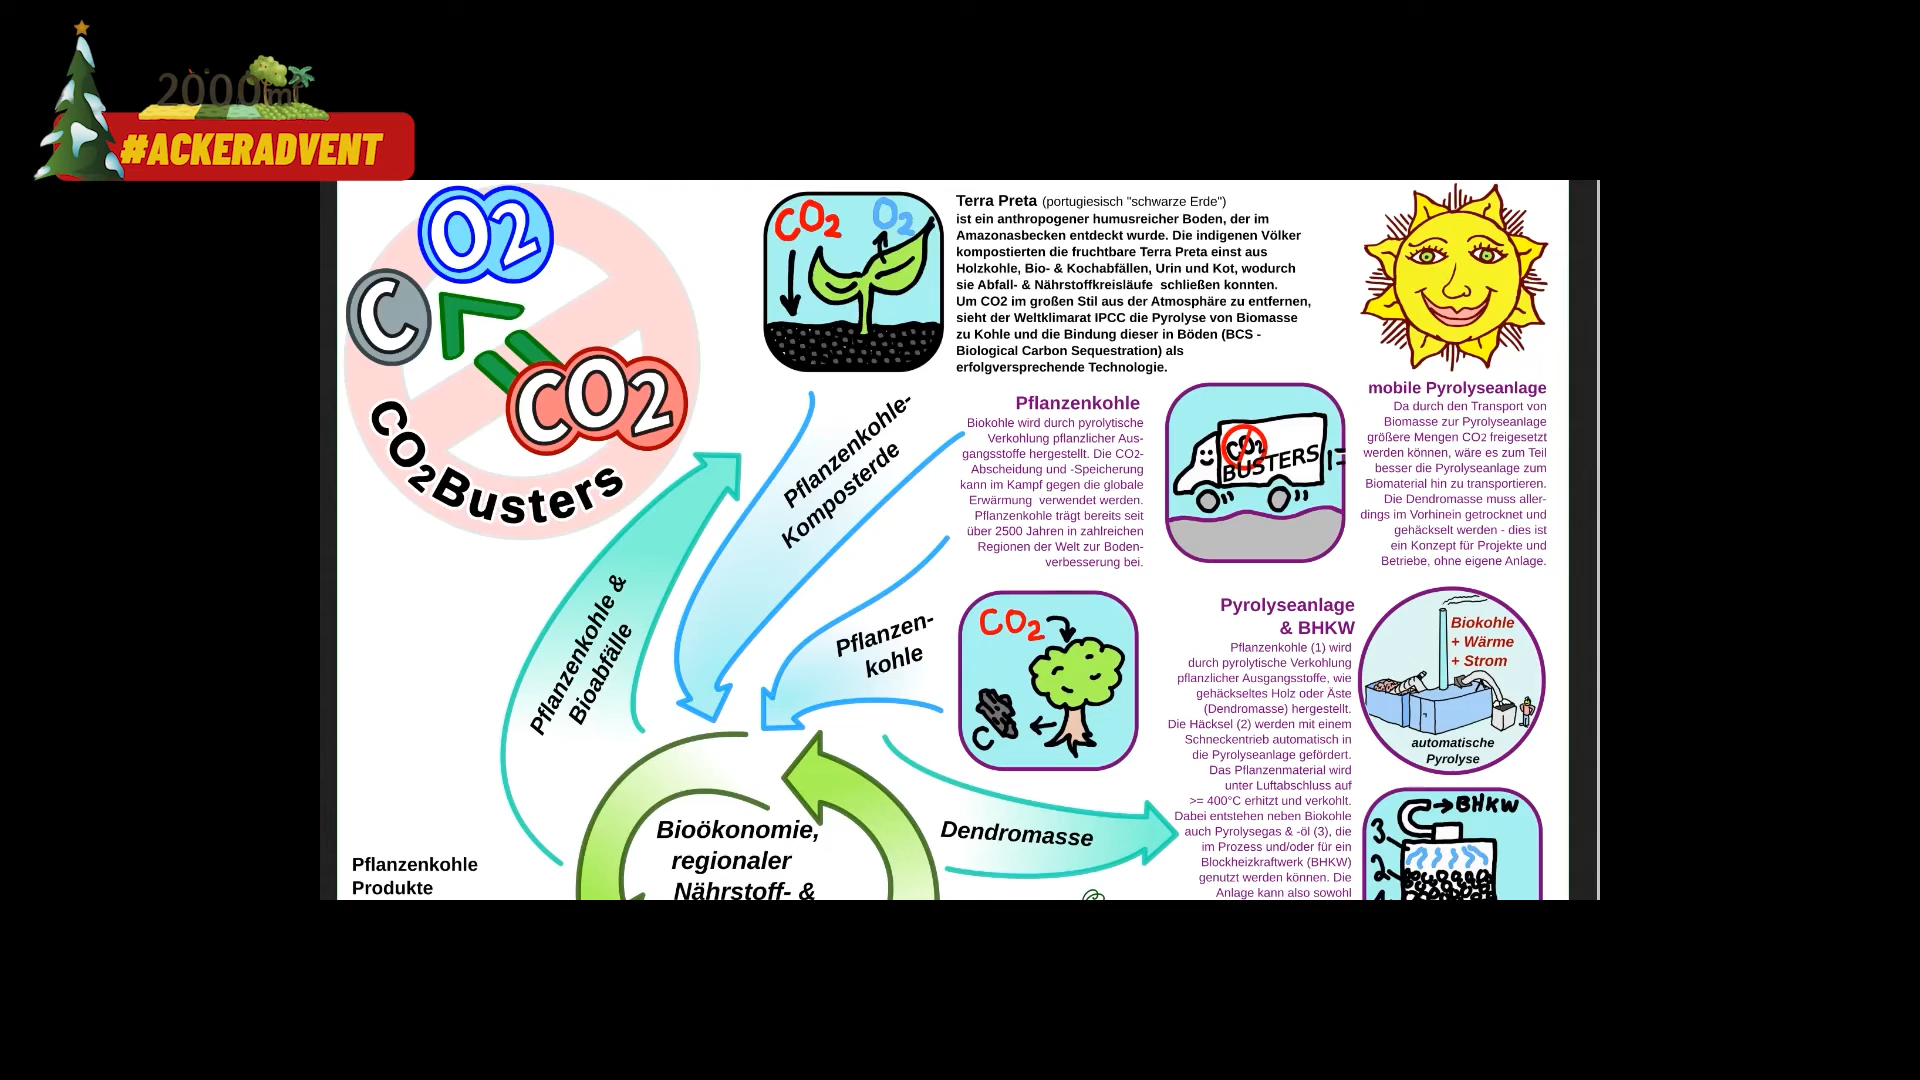 2000m²
#ACKERADVENT
O2
C
CO2
CO2Busters
CO2 O2
Terra Preta (portugiesisch "schwarze Erde")
ist ein anthropogener humusreicher Boden, der im
Amazonasbecken entdeckt wurde. Die indigenen Völker
kompostierten die fruchtbare Terra Preta einst aus
Holzkohle, Bio- & Kochabfällen, Urin und Kot, wodurch
sie Abfall- & Nährstoffkreisläufe schließen konnten.
Um CO2 im großen Stil aus der Atmosphäre zu entfernen,
sieht der Weltklimarat IPCC die Pyrolyse von Biomasse
zu Kohle und die Bindung dieser in Böden (BCS -
Biological Carbon Sequestration) als
erfolgversprechende Technologie.
Pflanzenkohle
Biokohle wird durch pyrolytische
Verkohlung pflanzlicher Aus-
gangsstoffe hergestellt. Die CO2-
Abscheidung und -Speicherung
kann im Kampf gegen die globale
Erwärmung verwendet werden.
Pflanzenkohle trägt bereits seit
über 2500 Jahren in zahlreichen
Regionen der Welt zur Boden-
verbesserung bei.
CO2
BUSTERS
mobile Pyrolyseanlage
Da durch den Transport von
Biomasse zur Pyrolyseanlage
größere Mengen CO2 freigesetzt
werden können, wäre es zum Teil
besser die Pyrolyseanlage zum
Biomaterial hin zu transportieren.
Die Dendromasse muss aller-
dings im Vorhinein getrocknet und
gehäckselt werden - dies ist
ein Konzept für Projekte und
Betriebe, ohne eigene Anlage.
Pflanzenkohle-
Komposterde
Pflanzenkohle &
Bioabfälle
Pflanzen-
kohle
CO2
C
Pyrolyseanlage
& BHKW
Pflanzenkohle (1) wird
durch pyrolytische Verkohlung
pflanzlicher Ausgangsstoffe, wie
gehäckseltes Holz oder Äste
(Dendromasse) hergestellt.
Die Häcksel (2) werden mit einem
Schneckentrieb automatisch in
die Pyrolyseanlage gefördert.
Das Pflanzenmaterial wird
unter Luftabschluss auf
>= 400°C erhitzt und verkohlt.
Dabei entstehen neben Biokohle
auch Pyrolysegas & -öl (3), die
im Prozess und/oder für ein
Blockheizkraftwerk (BHKW)
genutzt werden können. Die
Anlage kann also sowohl
Biokohle
+ Wärme
+ Strom
automatische
Pyrolyse
BHKW
3
2
Dendromasse
Bioökonomie,
regionaler
Nährstoff- &
Pflanzenkohle
Produkte